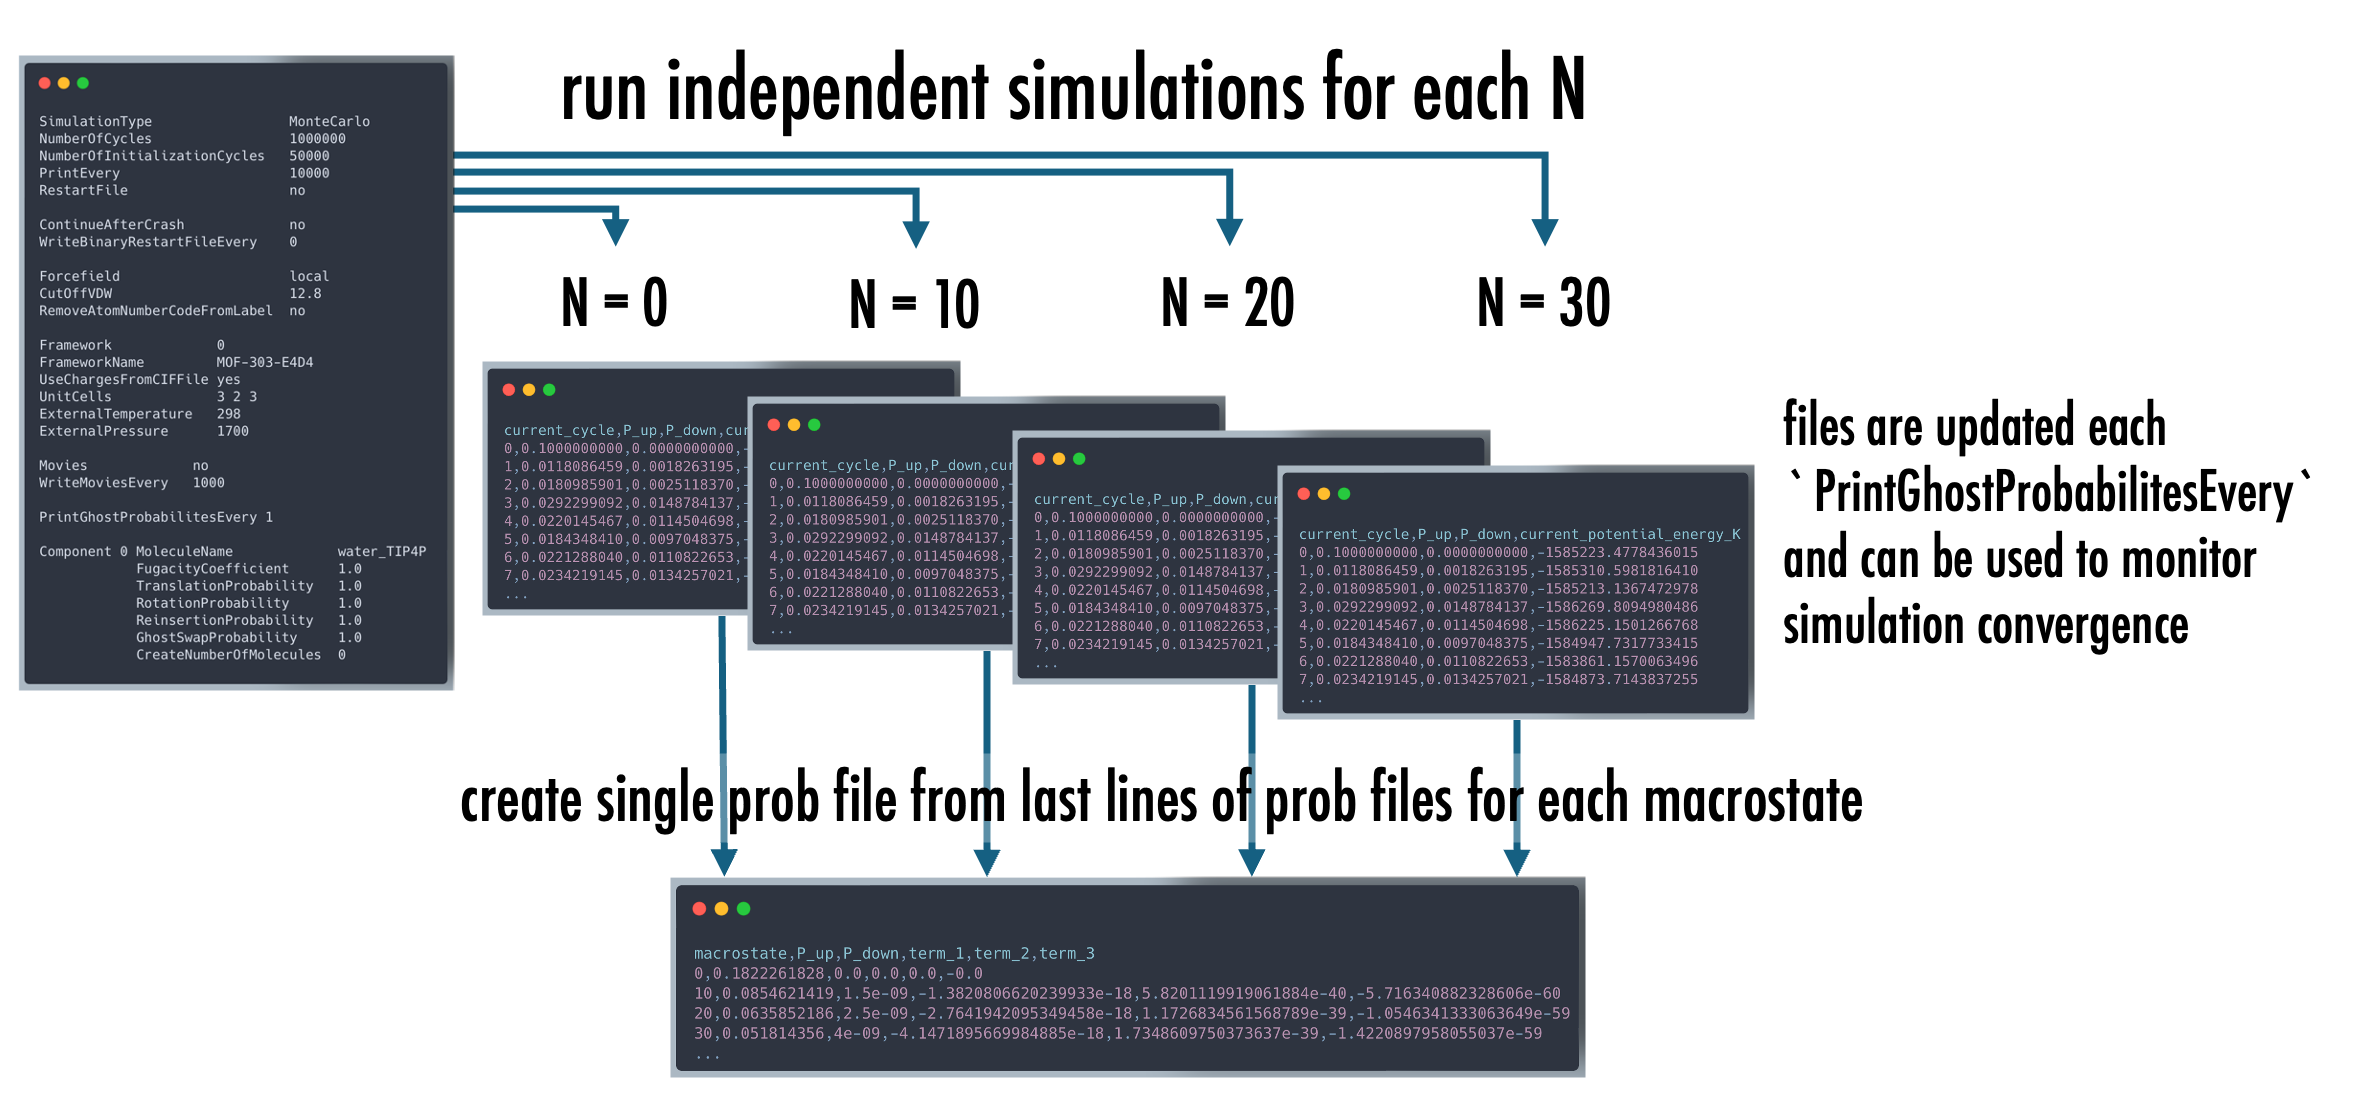 run independent simulations for each N
SimulationType MonteCarlo
NumberOfCycles 1000000
NumberOfInitializationCycles 50000
PrintEvery 10000
RestartFile no
ContinueAfterCrash no
WriteBinaryRestartFileEvery 0
Forcefield local
CutOffVDW 12.8
RemoveAtomNumberCodeFromLabel no
Framework 0
FrameworkName MOF-303-E4D4
UseChargesFromCIFFile yes
UnitCells 3 2 3
ExternalTemperature 298
ExternalPressure 1700
Movies no
WriteMoviesEvery 1000
PrintGhostProbabilitesEvery 1
Component 0 MoleculeName water_TIP4P
FugacityCoefficient 1.0
TranslationProbability 1.0
RotationProbability 1.0
ReinsertionProbability 1.0
GhostSwapProbability 1.0
CreateNumberOfMolecules 0
N = 0
N = 10
N = 20
N = 30
current_cycle,P_up,P_down,cur
0,0.1000000000,0.0000000000,-
1,0.0118086459,0.0018263195,-
2,0.0180985901,0.0025118370,-
3,0.0292299092,0.0148784137,-
4,0.0220145467,0.0114504698,-
5,0.0184348410,0.0097048375,-
6,0.0221288040,0.0110822653,-
7,0.0234219145,0.0134257021,-
...
current_cycle,P_up,P_down,cur
0,0.1000000000,0.0000000000,-
1,0.0118086459,0.0018263195,-
2,0.0180985901,0.0025118370,-
3,0.0292299092,0.0148784137,-
4,0.0220145467,0.0114504698,-
5,0.0184348410,0.0097048375,-
6,0.0221288040,0.0110822653,-
7,0.0234219145,0.0134257021,-
...
current_cycle,P_up,P_down,cur
0,0.1000000000,0.0000000000,-
1,0.0118086459,0.0018263195,-
2,0.0180985901,0.0025118370,-
3,0.0292299092,0.0148784137,-
4,0.0220145467,0.0114504698,-
5,0.0184348410,0.0097048375,-
6,0.0221288040,0.0110822653,-
7,0.0234219145,0.0134257021,-
...
current_cycle,P_up,P_down,current_potential_energy_K
0,0.1000000000,0.0000000000,-1585223.4778436015
1,0.0118086459,0.0018263195,-1585310.5981816410
2,0.0180985901,0.0025118370,-1585213.1367472978
3,0.0292299092,0.0148784137,-1586269.8094980486
4,0.0220145467,0.0114504698,-1586225.1501266768
5,0.0184348410,0.0097048375,-1584947.7317733415
6,0.0221288040,0.0110822653,-1583861.1570063496
7,0.0234219145,0.0134257021,-1584873.7143837255
...
files are updated each
`PrintGhostProbabilitesEvery`
and can be used to monitor
simulation convergence
create single prob file from last lines of prob files for each macrostate
macrostate,P_up,P_down,term_1,term_2,term_3
0,0.1822261828,0.0,0.0,0.0,-0.0
10,0.0854621419,1.5e-09,-1.3820806620239933e-18,5.8201119919061884e-40,-5.716340882328606e-60
20,0.0635852186,2.5e-09,-2.7641942095349458e-18,1.1726834561568789e-39,-1.0546341333063649e-59
30,0.051814356,4e-09,-4.1471895669984885e-18,1.7348609750373637e-39,-1.4220897958055037e-59
...